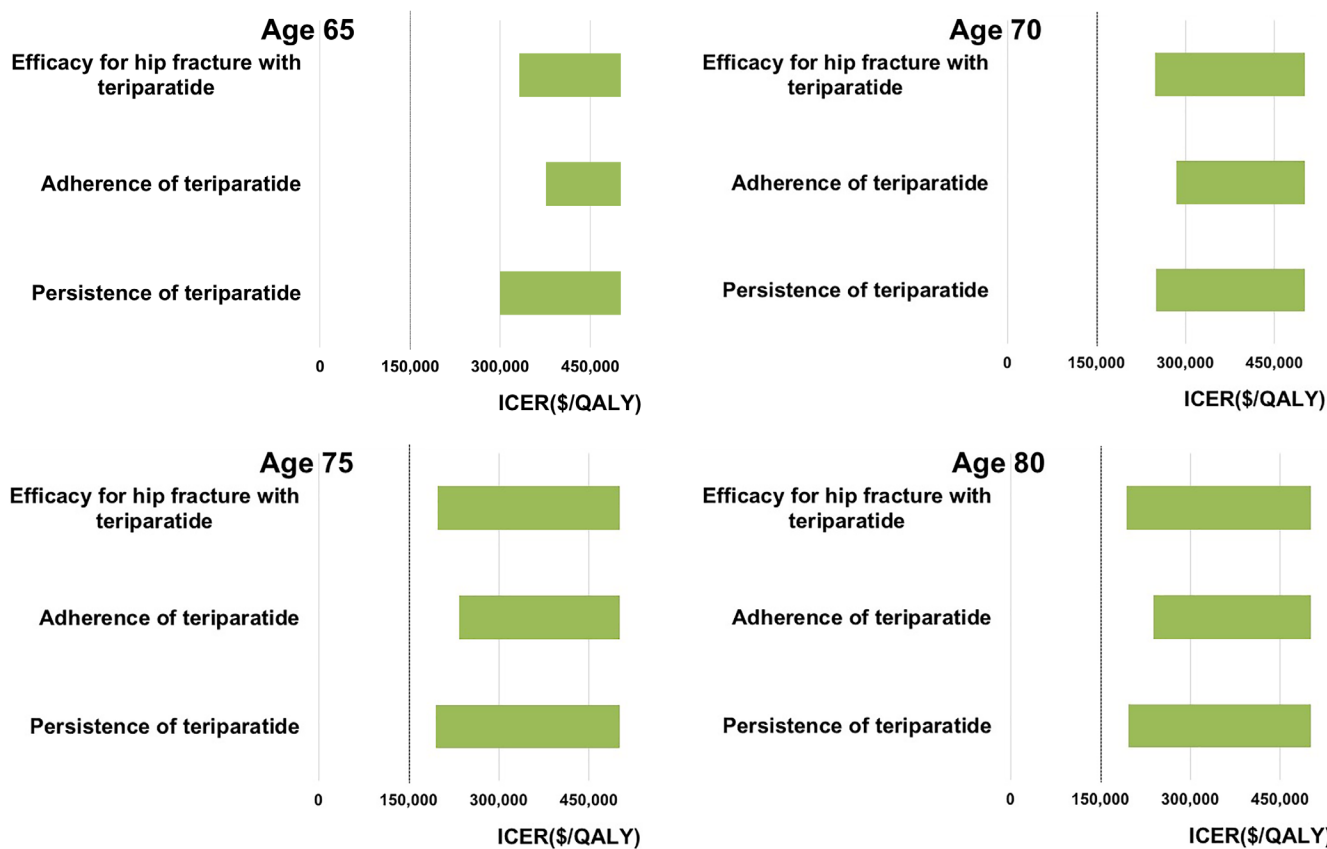 Age 65
Efficacy for hip fracture with
teriparatide
Adherence of teriparatide
Persistence of teriparatide
0 150,000 300,000 450,000
ICER($/QALY)
Age 70
Efficacy for hip fracture with
teriparatide
Adherence of teriparatide
Persistence of teriparatide
0 150,000 300,000 450,000
ICER($/QALY)
Age 75
Efficacy for hip fracture with
teriparatide
Adherence of teriparatide
Persistence of teriparatide
0 150,000 300,000 450,000
ICER($/QALY)
Age 80
Efficacy for hip fracture with
teriparatide
Adherence of teriparatide
Persistence of teriparatide
0 150,000 300,000 450,000
ICER($/QALY)